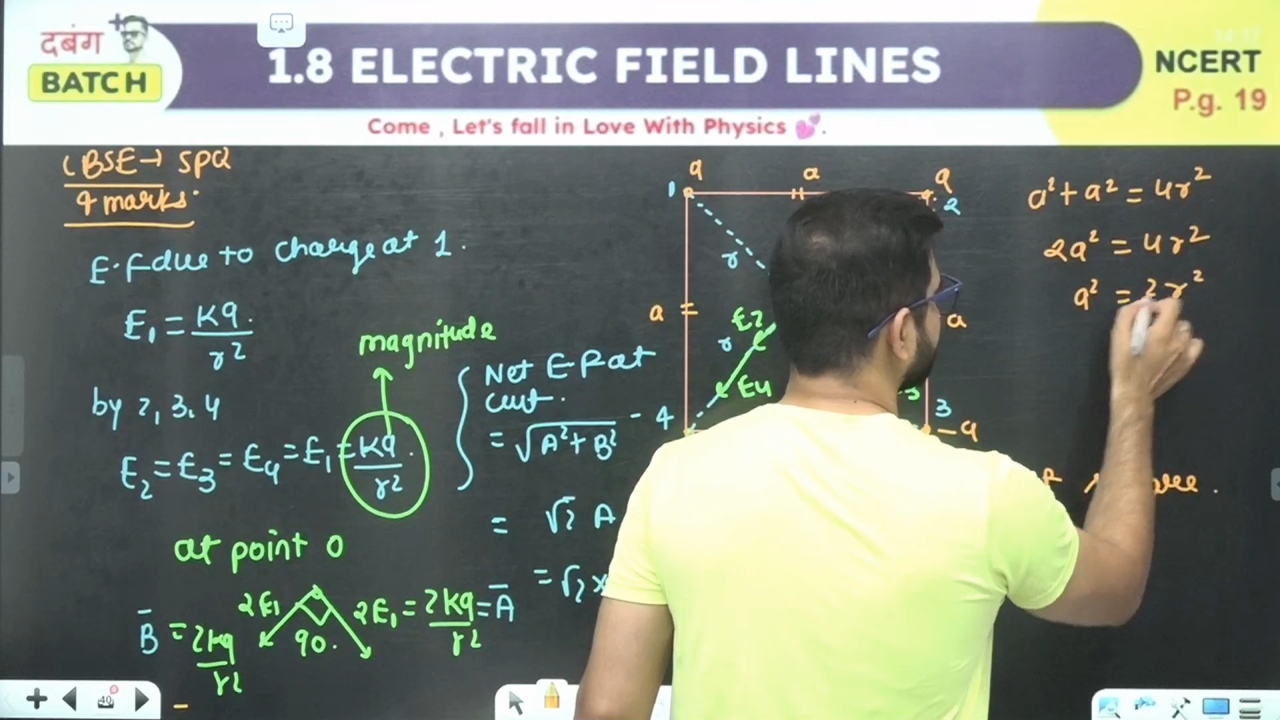 दबंग
BATCH
1.8 ELECTRIC FIELD LINES
NCERT
P.g. 19
Come , Let's fall in Love With Physics 💕.
CBSE → SPQ
4 marks.
E.F due to charge at 1.
E₁ = Kq / r²
by 2, 3, 4
E₂ = E₃ = E₄ = E₁ = Kq / r²
magnitude
at point O
2E₁ 90. 2E₁ = 2Kq / r² = A̅
B̅ = 2Kq / r²
Net E.F at
= √A² + B²
= √2 A
= √2 ×
q a q
1 2
r
a a
E2
r
E4
4 3 -q
a² + a² = 4r²
2a² = 4r²
a² = 2r²
40